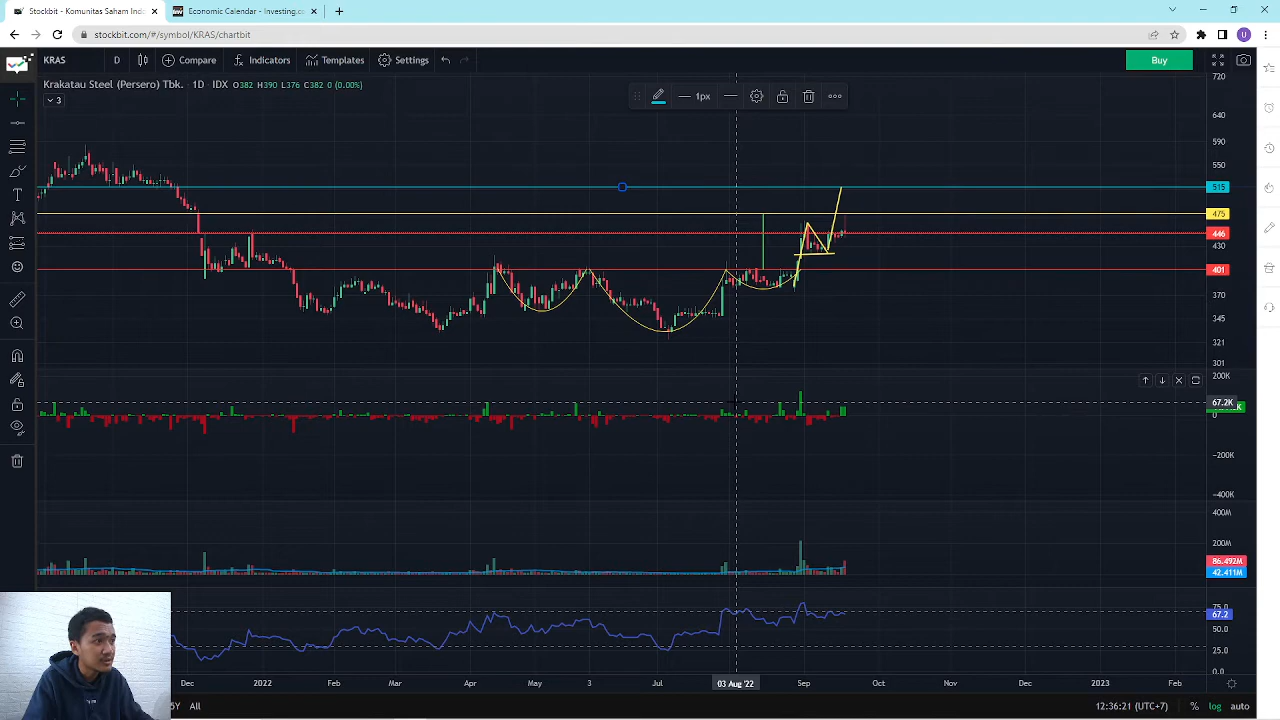 Stockbit - Komunitas Saham Indo
Economic Calendar - Investing.c
stockbit.com/#/symbol/KRAS/chartbit
U
KRAS
D
Compare
Indicators
Templates
Settings
Buy
Krakatau Steel (Persero) Tbk. 1D IDX O382 H390 L376 C382 0 (0.00%)
3
1px
720
640
590
550
515
475
446
430
401
370
345
321
301
200K
67.2K
0
−200K
−400K
400M
200M
86.492M
42.411M
75.0
67.2
50.0
25.0
0.0
Dec
2022
Feb
Mar
Apr
May
3
Jul
03 Aug '22
Sep
Oct
Nov
Dec
2023
Feb
5Y
All
12:36:21 (UTC+7)
%
log
auto